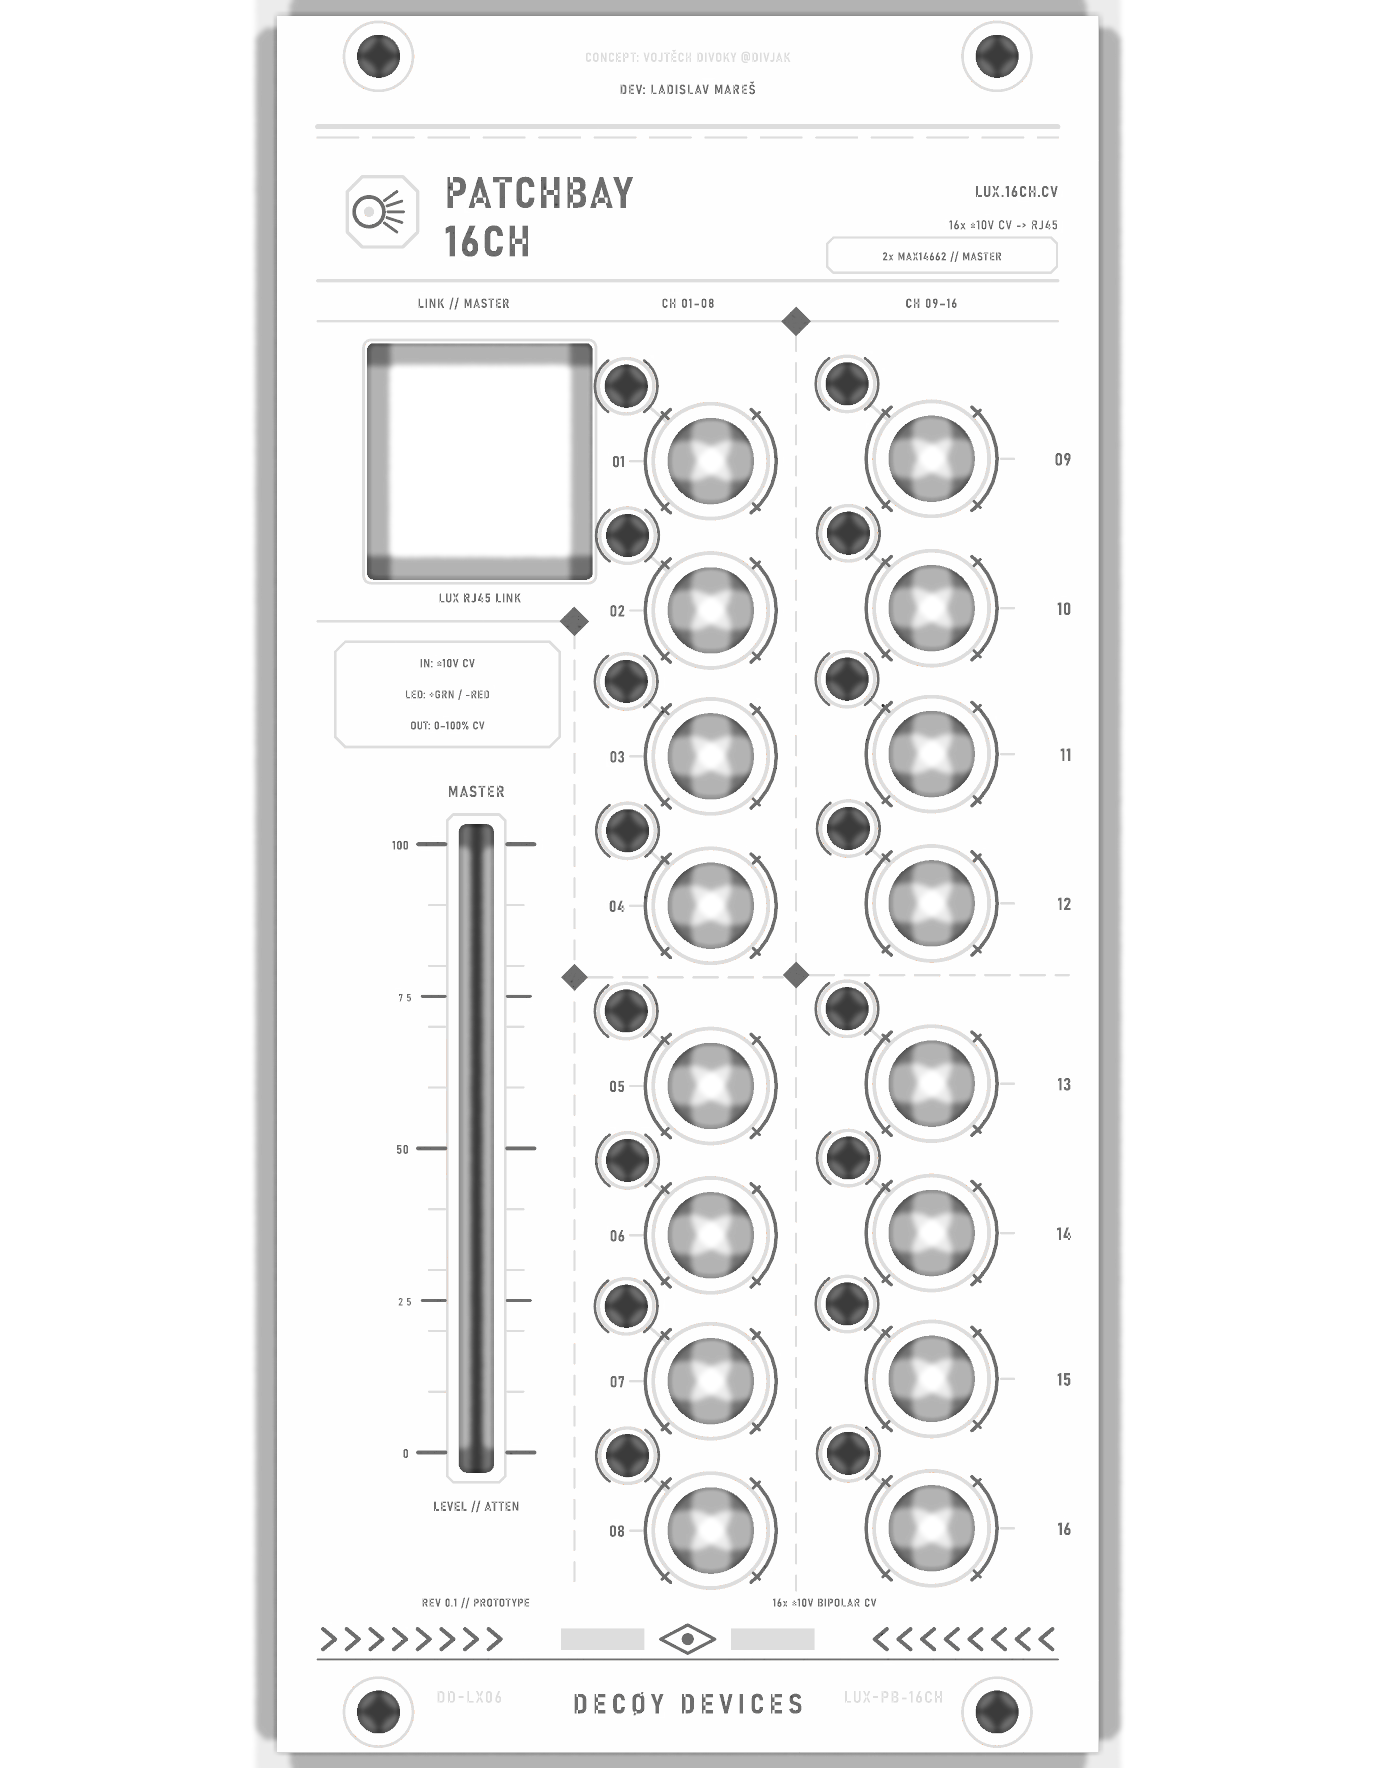 CONCEPT: VOJTĚCH DIVOKY @DIVJAK
DEV: LADISLAV MAREŠ
PATCHBAY
16CH
LUX.16CH.CV
16x ±10V CV -> RJ45
2x MAX14662 // MASTER
LINK // MASTER
CH 01-08
CH 09-16
01
09
LUX RJ45 LINK
02
10
IN: ±10V CV
LED: +GRN / -RED
OUT: 0-100% CV
03
11
MASTER
100
04
12
75
05
13
50
06
14
25
07
15
0
LEVEL // ATTEN
08
16
REV 0.1 // PROTOTYPE
16x ±10V BIPOLAR CV
DD-LX06
DECØY DEVICES
LUX-PB-16CH